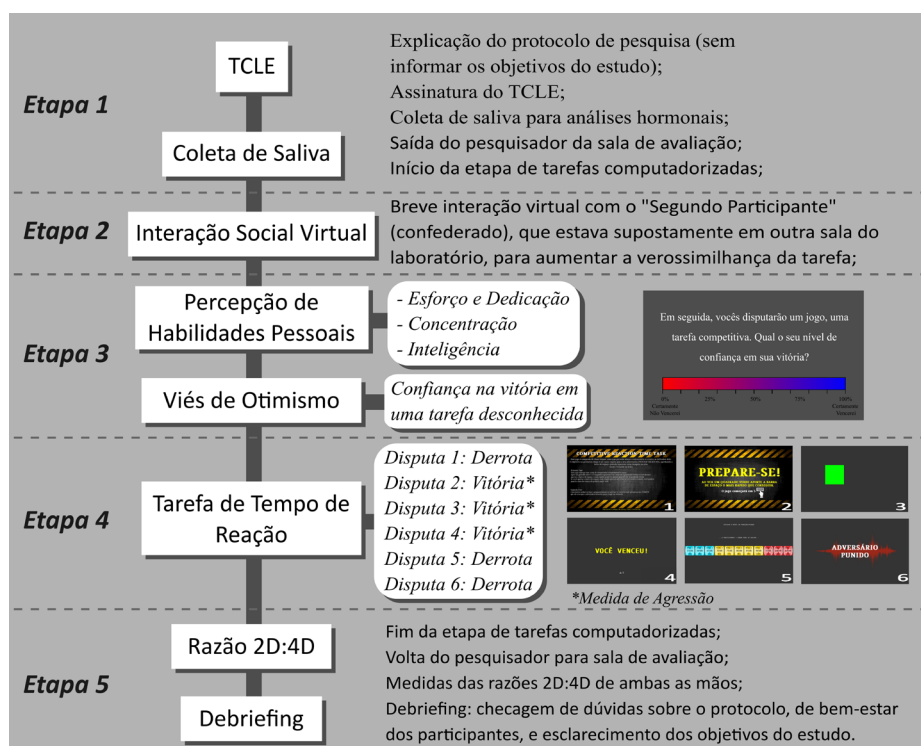 Etapa 1
TCLE
Coleta de Saliva
Explicação do protocolo de pesquisa (sem
informar os objetivos do estudo);
Assinatura do TCLE;
Coleta de saliva para análises hormonais;
Saída do pesquisador da sala de avaliação;
Início da etapa de tarefas computadorizadas;
Etapa 2
Interação Social Virtual
Breve interação virtual com o "Segundo Participante"
(confederado), que estava supostamente em outra sala do
laboratório, para aumentar a verossimilhança da tarefa;
Etapa 3
Percepção de
Habilidades Pessoais
- Esforço e Dedicação
- Concentração
- Inteligência
Viés de Otimismo
Confiança na vitória em
uma tarefa desconhecida
Em seguida, vocês disputarão um jogo, uma
tarefa competitiva. Qual o seu nível de
confiança em sua vitória?
0% 25% 50% 75% 100%
Certamente
Não Vencerei
Certamente
Vencerei
Etapa 4
Tarefa de Tempo de
Reação
Disputa 1: Derrota
Disputa 2: Vitória*
Disputa 3: Vitória*
Disputa 4: Vitória*
Disputa 5: Derrota
Disputa 6: Derrota
COMPETITIVE REACTION TIME TASK
1
PREPARE-SE!
2
3
VOCÊ VENCEU!
4
5
ADVERSÁRIO
PUNIDO
6
*Medida de Agressão
Etapa 5
Razão 2D:4D
Debriefing
Fim da etapa de tarefas computadorizadas;
Volta do pesquisador para sala de avaliação;
Medidas das razões 2D:4D de ambas as mãos;
Debriefing: checagem de dúvidas sobre o protocolo, de bem-estar
dos participantes, e esclarecimento dos objetivos do estudo.